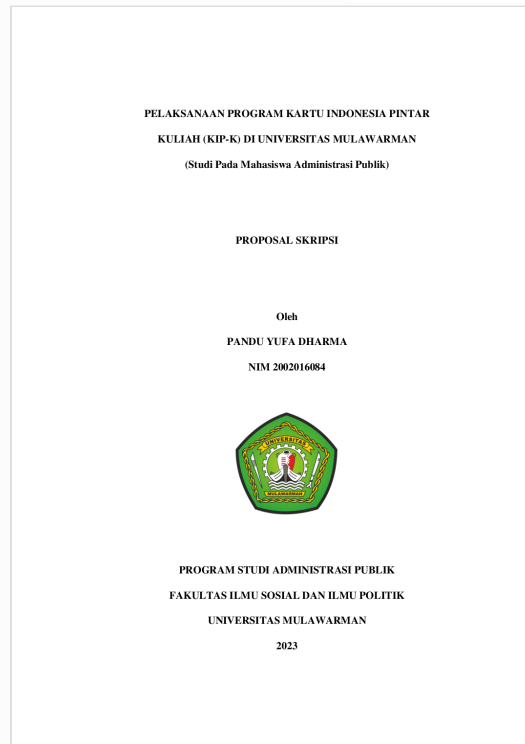 PELAKSANAAN PROGRAM KARTU INDONESIA PINTAR
KULIAH (KIP-K) DI UNIVERSITAS MULAWARMAN
(Studi Pada Mahasiswa Administrasi Publik)
PROPOSAL SKRIPSI
Oleh
PANDU YUFA DHARMA
NIM 2002016084
UNIVERSITAS
MULAWARMAN
PROGRAM STUDI ADMINISTRASI PUBLIK
FAKULTAS ILMU SOSIAL DAN ILMU POLITIK
UNIVERSITAS MULAWARMAN
2023